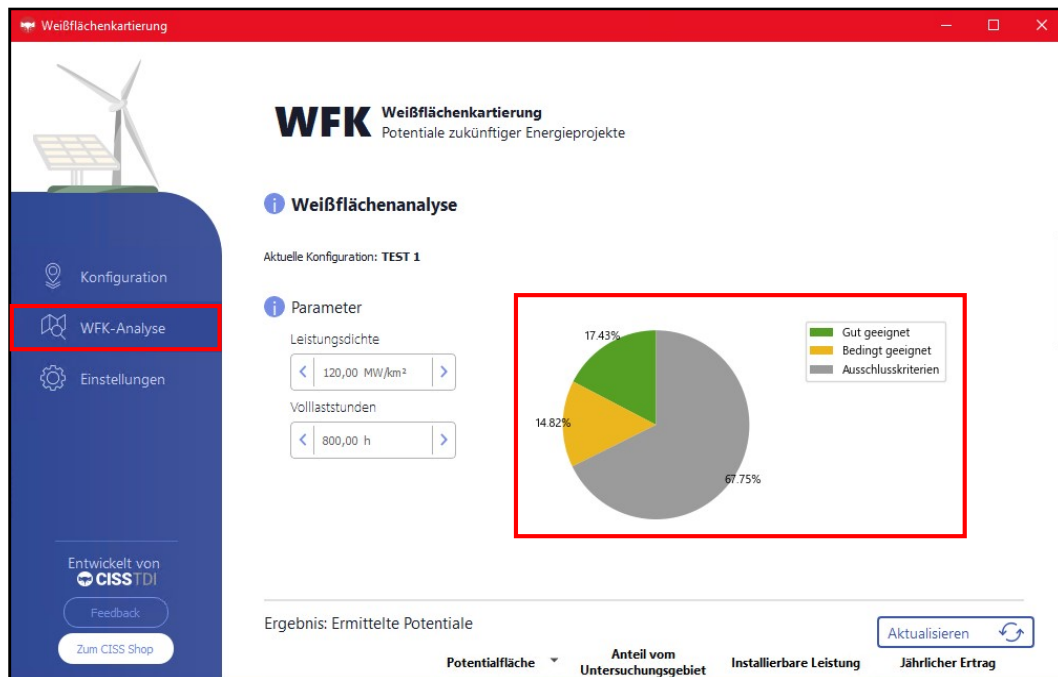 Weißflächenkartierung
WFK
Weißflächenkartierung
Potentiale zukünftiger Energieprojekte
Weißflächenanalyse
Aktuelle Konfiguration: TEST 1
Konfiguration
WFK-Analyse
Einstellungen
Entwickelt von
CISSTDI
Feedback
Zum CISS Shop
Parameter
Leistungsdichte
120,00 MW/km²
Volllaststunden
800,00 h
17.43%
14.82%
67.75%
Gut geeignet
Bedingt geeignet
Ausschlusskriterien
Ergebnis: Ermittelte Potentiale
Aktualisieren
Potentialfläche
Anteil vom
Untersuchungsgebiet
Installierbare Leistung
Jährlicher Ertrag